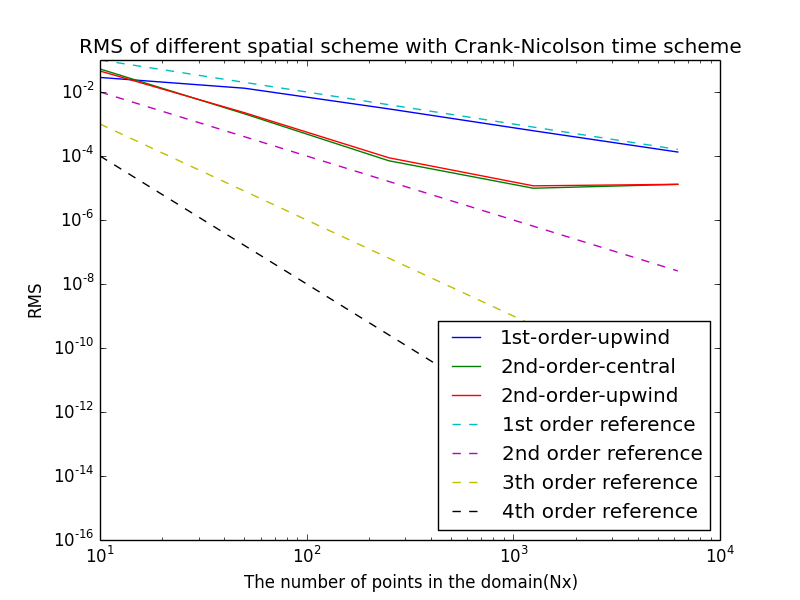 RMS of different spatial scheme with Crank-Nicolson time scheme
10^-2
10^-4
10^-6
10^-8
10^-10
10^-12
10^-14
10^-16
RMS
1st-order-upwind
2nd-order-central
2nd-order-upwind
1st order reference
2nd order reference
3th order reference
4th order reference
10^1 10^2 10^3 10^4
The number of points in the domain(Nx)